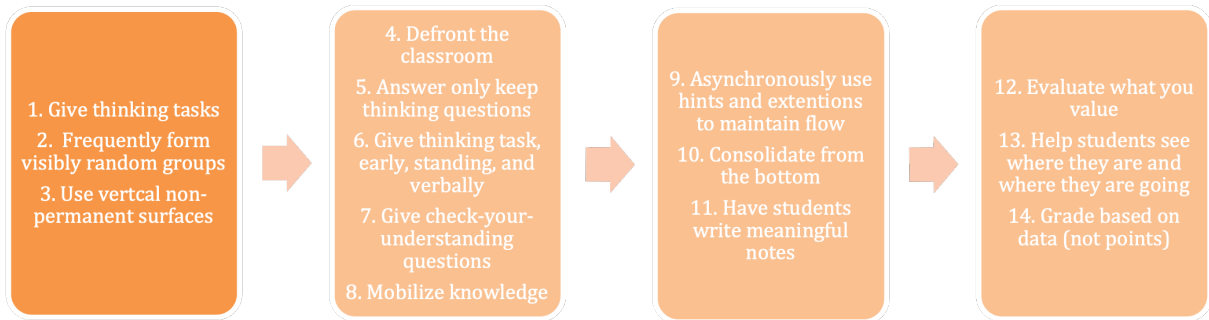 1. Give thinking tasks
2.  Frequently form
visibly random groups
3. Use vertcal non-
permanent surfaces
4. Defront the
classroom
5. Answer only keep
thinking questions
6. Give thinking task,
early, standing, and
verbally
7. Give check-your-
understanding
questions
8. Mobilize knowledge
9. Asynchronously use
hints and extentions
to maintain flow
10. Consolidate from
the bottom
11. Have students
write meaningful
notes
12. Evaluate what you
value
13. Help students see
where they are and
where they are going
14. Grade based on
data (not points)